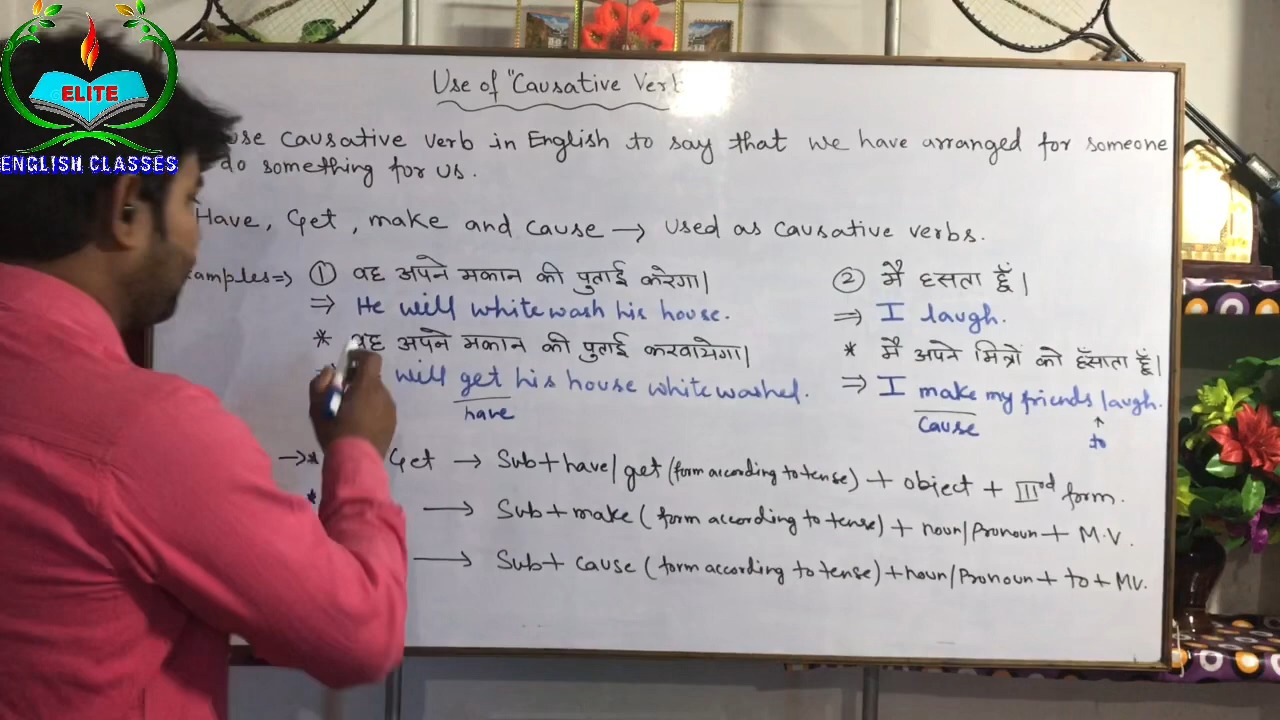 ELITE
ENGLISH CLASSES
Use of "Causative Verb
use causative verb in English to say that we have arranged for someone
do something for us.
Have, Get, make and cause → used as causative verbs.
amples⇒ ① वह अपने मकान की पुताई करेगा। ② मैं हसता हूँ।
⇒ He will whitewash his house. ⇒ I laugh.
* वह अपने मकान की पुताई करवायेगा। * मैं अपने मित्रों को हँसाता हूँ।
will get his house whitewashed. ⇒ I make my friends laugh.
have cause ↑ to
→* Get → Sub+have/get (form according to tense) + object + IIIrd form.
* → Sub+make (form according to tense) + noun/Pronoun + M.V.
→ Sub+ cause (form according to tense)+noun/Pronoun+ to + MV.